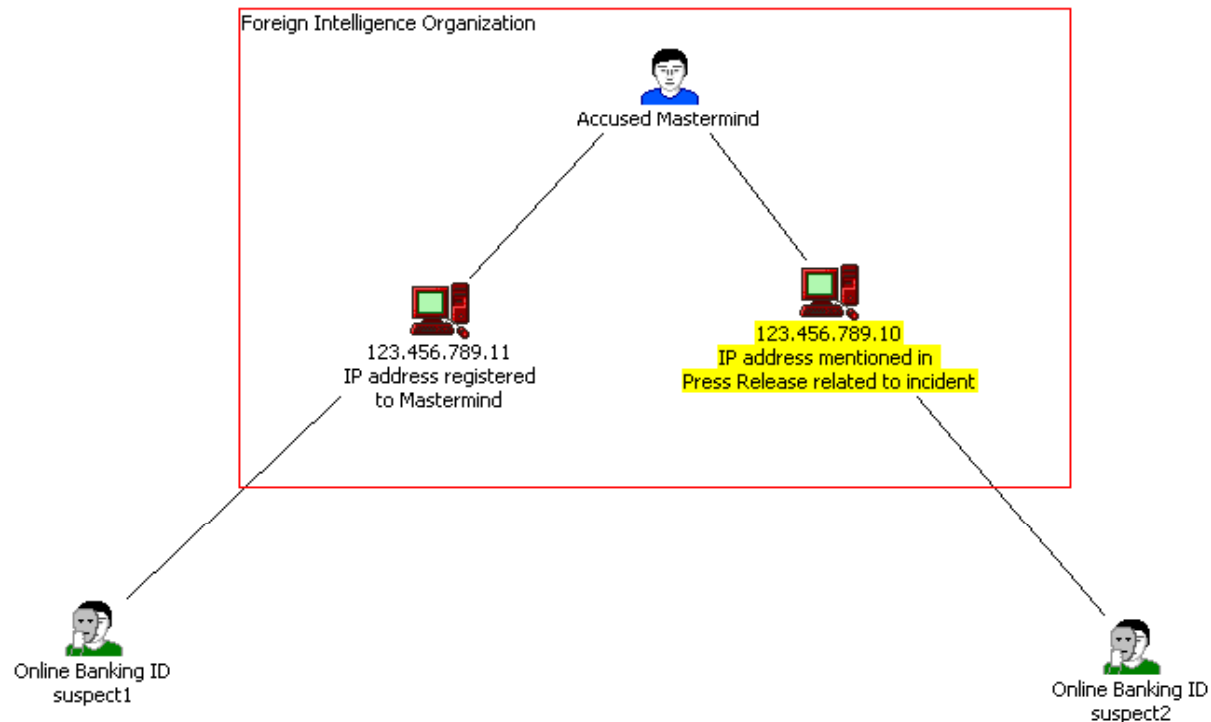 Foreign Intelligence Organization
Accused Mastermind
123.456.789.11
IP address registered
to Mastermind
123.456.789.10
IP address mentioned in
Press Release related to incident
Online Banking ID
suspect1
Online Banking ID
suspect2